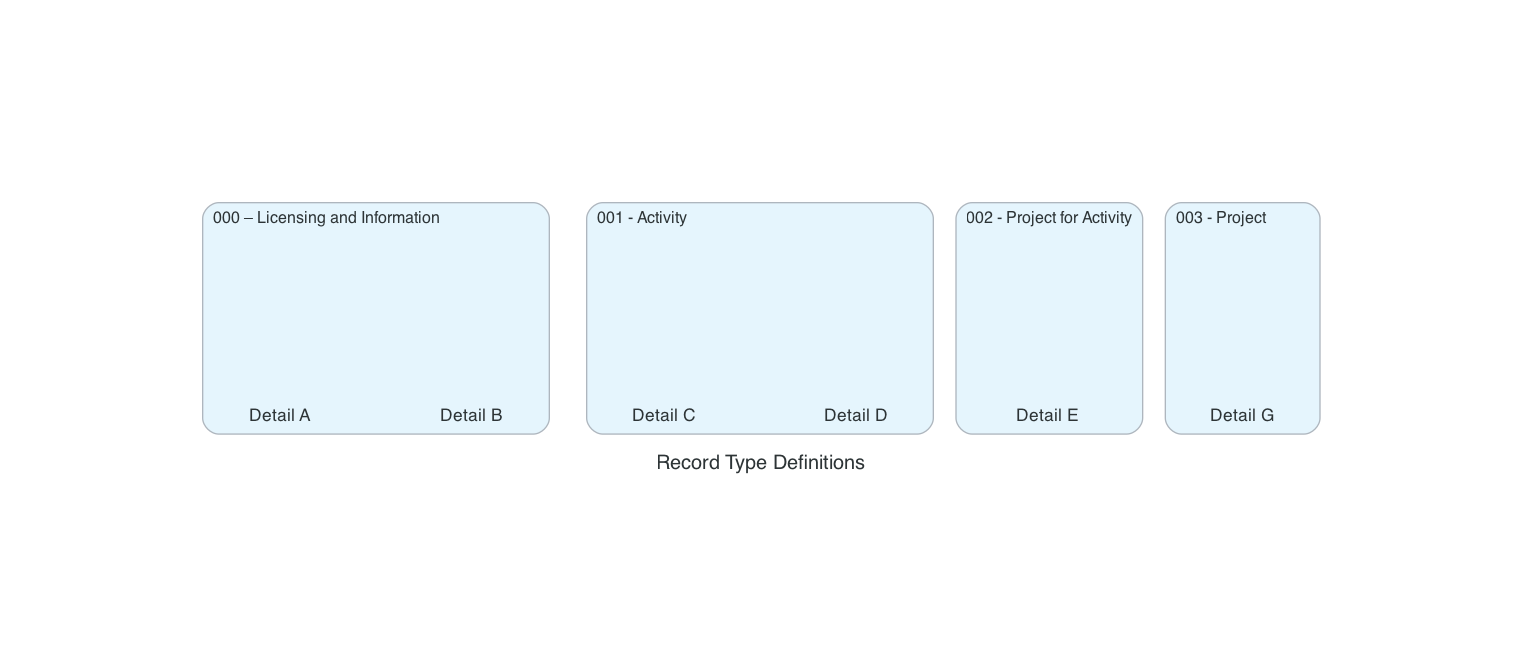 000 – Licensing and Information
001 - Activity
002 - Project for Activity
003 - Project
Detail A
Detail B
Detail C
Detail D
Detail E
Detail G
Record Type Definitions